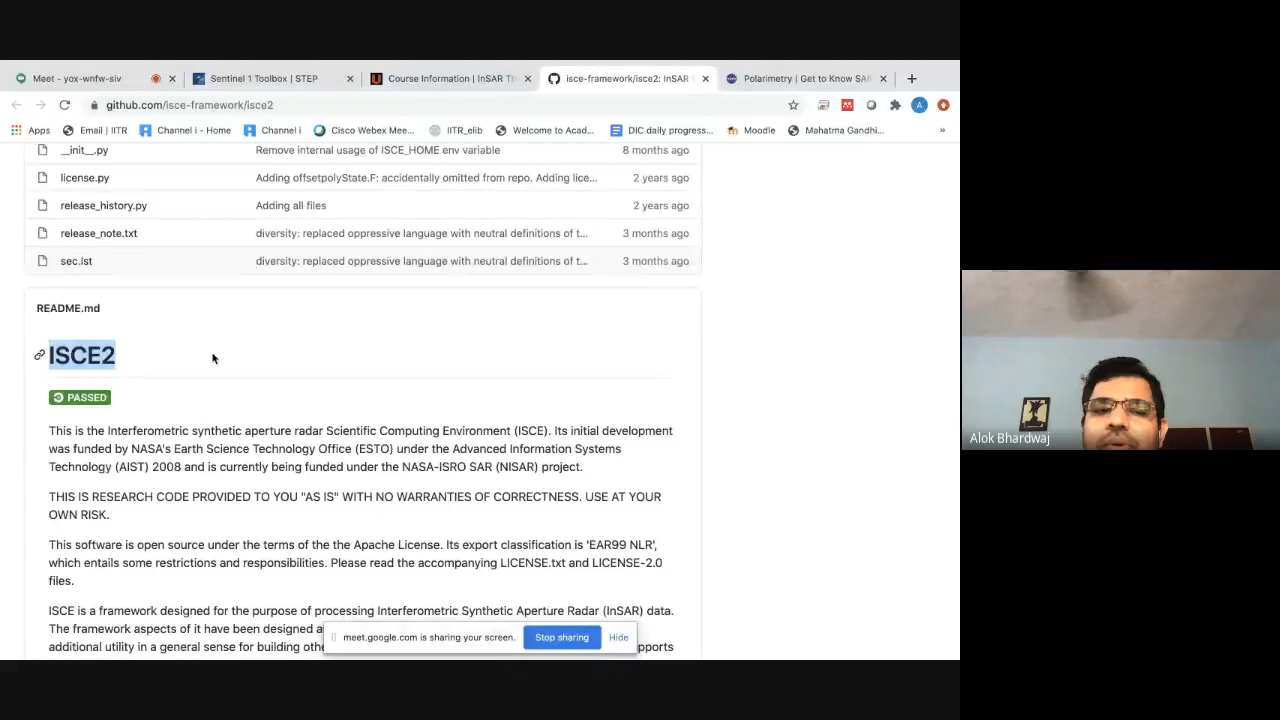 Meet - yox-wnfw-siv
Sentinel 1 Toolbox | STEP
Course Information | InSAR Th
isce-framework/isce2: InSAR
Polarimetry | Get to Know SAR
github.com/isce-framework/isce2
A
Apps
Email | IITR
Channel i - Home
Channel i
Cisco Webex Mee...
IITR_elib
Welcome to Acad...
DIC daily progress...
Moodle
Mahatma Gandhi...
»
__init__.py Remove internal usage of ISCE_HOME env variable 8 months ago
license.py Adding offsetpolyState.F: accidentally omitted from repo. Adding lice... 2 years ago
release_history.py Adding all files 2 years ago
release_note.txt diversity: replaced oppressive language with neutral definitions of t... 3 months ago
sec.lst diversity: replaced oppressive language with neutral definitions of t... 3 months ago
README.md
ISCE2
PASSED
This is the Interferometric synthetic aperture radar Scientific Computing Environment (ISCE). Its initial development
was funded by NASA's Earth Science Technology Office (ESTO) under the Advanced Information Systems
Technology (AIST) 2008 and is currently being funded under the NASA-ISRO SAR (NISAR) project.
THIS IS RESEARCH CODE PROVIDED TO YOU "AS IS" WITH NO WARRANTIES OF CORRECTNESS. USE AT YOUR
OWN RISK.
This software is open source under the terms of the the Apache License. Its export classification is 'EAR99 NLR',
which entails some restrictions and responsibilities. Please read the accompanying LICENSE.txt and LICENSE-2.0
files.
ISCE is a framework designed for the purpose of processing Interferometric Synthetic Aperture Radar (InSAR) data.
The framework aspects of it have been designed a
additional utility in a general sense for building othe
pports
meet.google.com is sharing your screen. Stop sharing Hide
Alok Bhardwaj